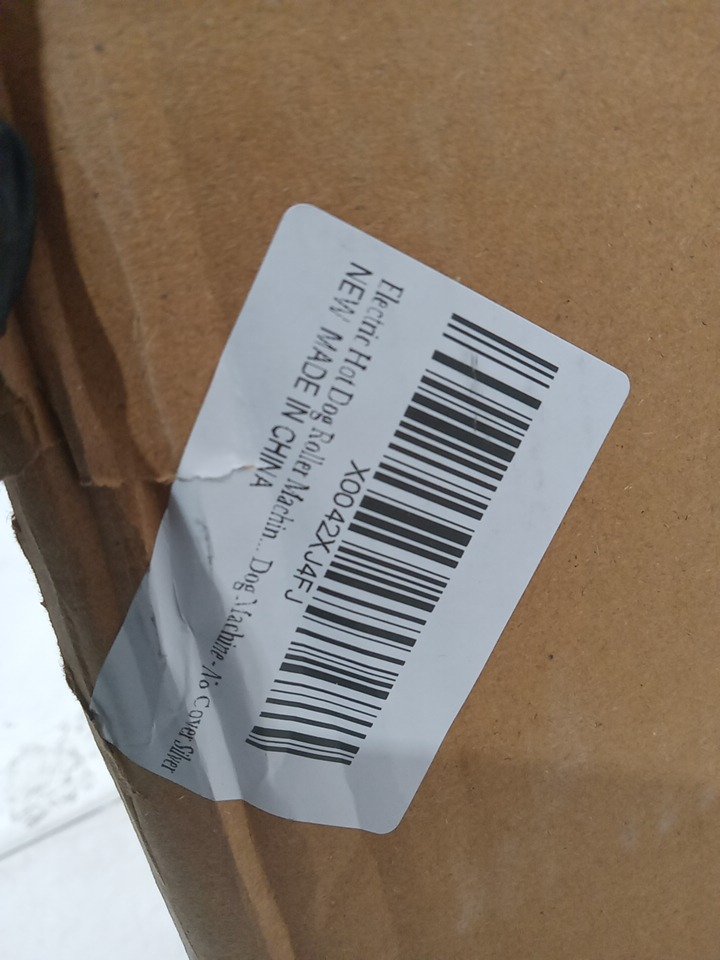 X0042XJ4FJ
Electric Hot Dog Roller Machin... Dog Machine-No Cover Silver
NEW MADE IN CHINA